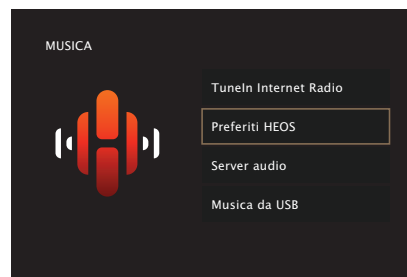 MUSICA
TuneIn Internet Radio
Preferiti HEOS
Server audio
Musica da USB